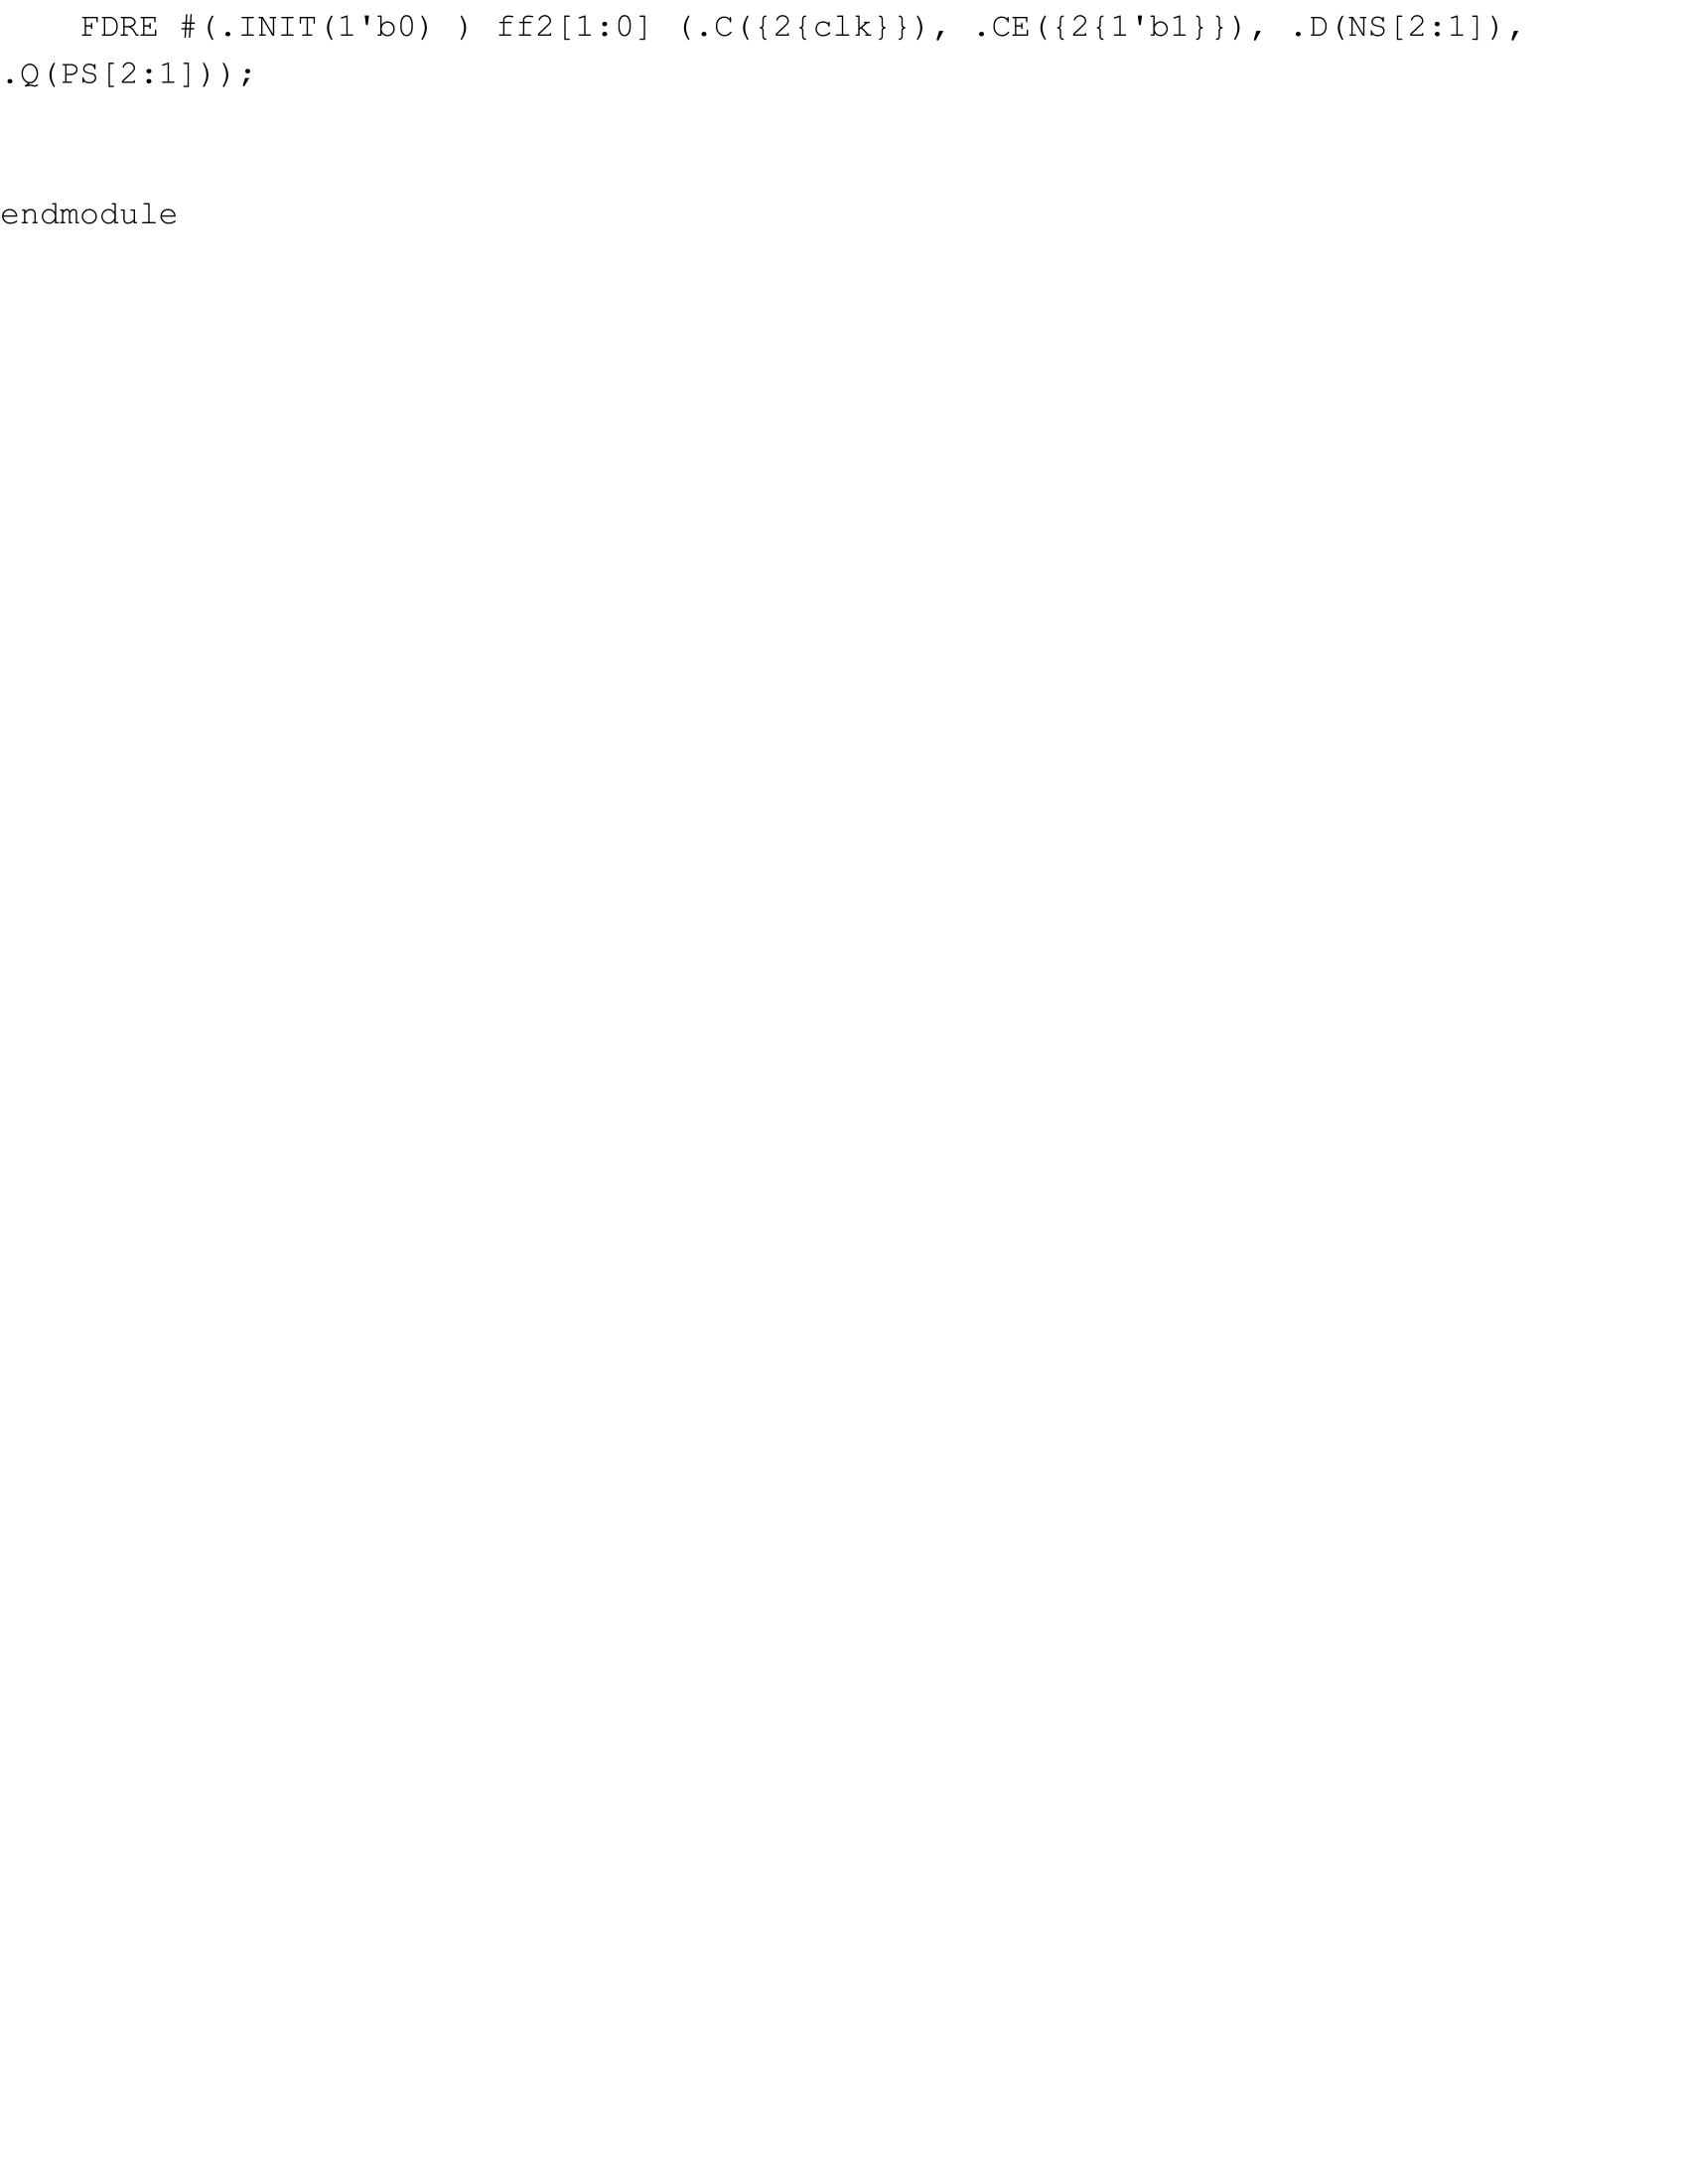 FDRE #(.INIT(1'b0) ) ff2[1:0] (.C({2{clk}}), .CE({2{1'b1}}), .D(NS[2:1]),
.Q(PS[2:1]));
endmodule